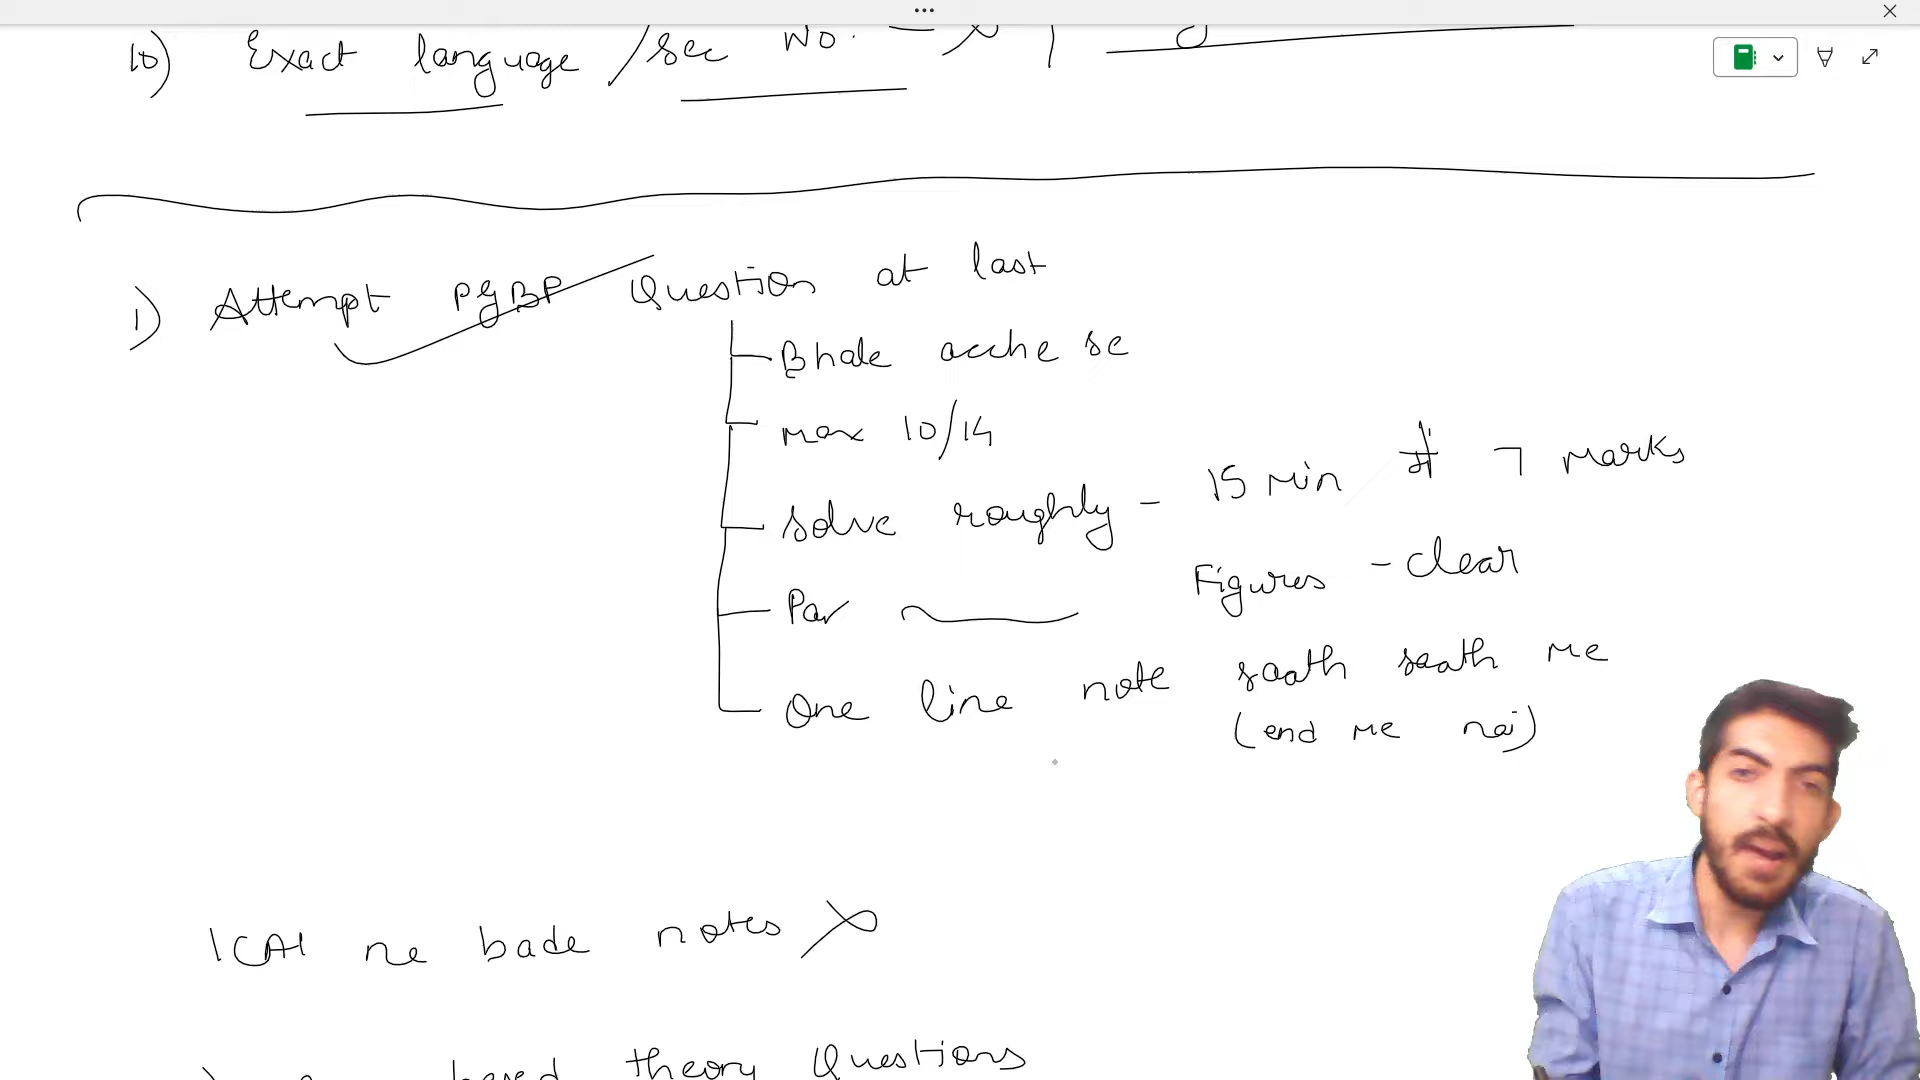 10) Exact language / sec No. -
1) Attempt PGBP Question at last
Bhale acche se
max 10/14
solve roughly - 15 Min # 7 marks
Par Figures - clear
One line note saath saath me
(end me nai)
ICAI ne bade notes
based theory Questions